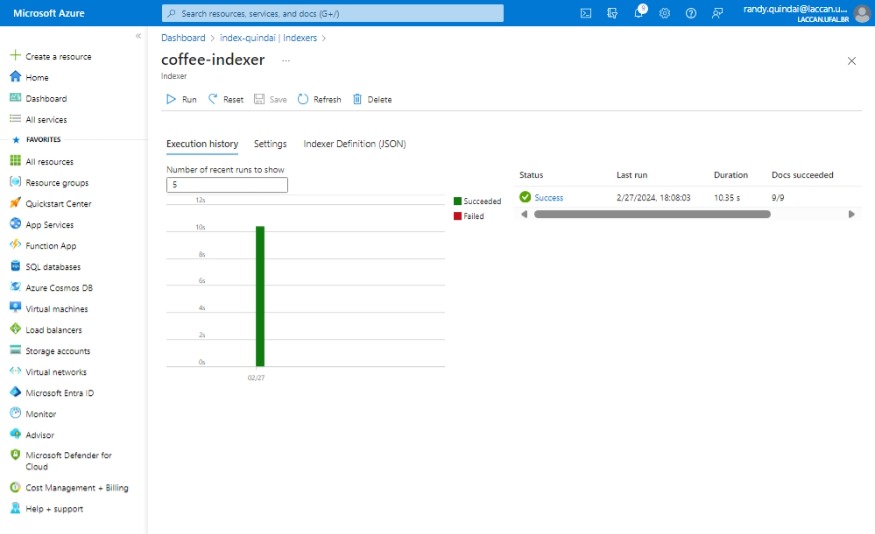 Microsoft Azure
Search resources, services, and docs (G+/)
randy.quindai@laccan.u...
LACCAN.UFAL.BR
Create a resource
Home
Dashboard
All services
FAVORITES
All resources
Resource groups
Quickstart Center
App Services
Function App
SQL databases
Azure Cosmos DB
Virtual machines
Load balancers
Storage accounts
Virtual networks
Microsoft Entra ID
Monitor
Advisor
Microsoft Defender for
Cloud
Cost Management + Billing
Help + support
Dashboard > index-quindai | Indexers >
coffee-indexer ...
Indexer
Run Reset Save Refresh Delete
Execution history Settings Indexer Definition (JSON)
Number of recent runs to show
5
12s
10s
8s
6s
4s
2s
0s
02/27
Succeeded
Failed
Status Last run Duration Docs succeeded
Success 2/27/2024, 18:08:03 10.35 s 9/9